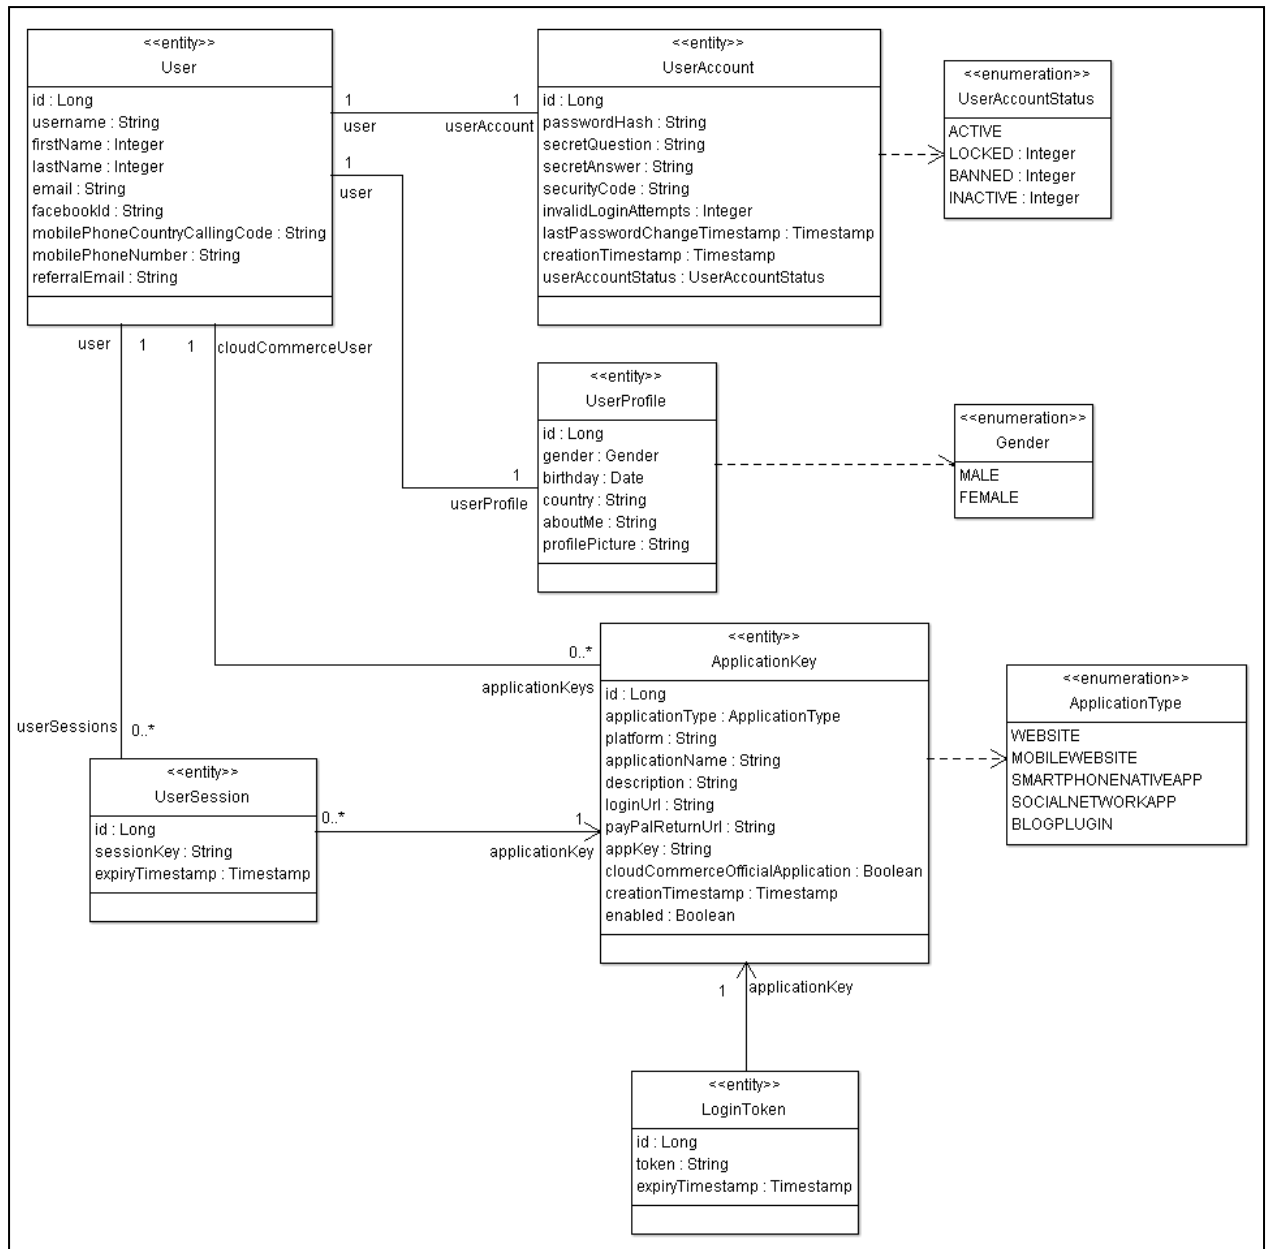 <<entity>>
User
id : Long
username : String
firstName : Integer
lastName : Integer
email : String
facebookId : String
mobilePhoneCountryCallingCode : String
mobilePhoneNumber : String
referralEmail : String
1
user
1
userAccount
1
user
<<entity>>
UserAccount
id : Long
passwordHash : String
secretQuestion : String
secretAnswer : String
securityCode : String
invalidLoginAttempts : Integer
lastPasswordChangeTimestamp : Timestamp
creationTimestamp : Timestamp
userAccountStatus : UserAccountStatus
<<enumeration>>
UserAccountStatus
ACTIVE
LOCKED : Integer
BANNED : Integer
INACTIVE : Integer
user
1
1
cloudCommerceUser
<<entity>>
UserProfile
id : Long
gender : Gender
birthday : Date
country : String
aboutMe : String
profilePicture : String
1
userProfile
<<enumeration>>
Gender
MALE
FEMALE
0..*
applicationKeys
<<entity>>
ApplicationKey
id : Long
applicationType : ApplicationType
platform : String
applicationName : String
description : String
loginUrl : String
payPalReturnUrl : String
appKey : String
cloudCommerceOfficialApplication : Boolean
creationTimestamp : Timestamp
enabled : Boolean
<<enumeration>>
ApplicationType
WEBSITE
MOBILEWEBSITE
SMARTPHONENATIVEAPP
SOCIALNETWORKAPP
BLOGPLUGIN
userSessions
0..*
<<entity>>
UserSession
id : Long
sessionKey : String
expiryTimestamp : Timestamp
0..*
1
applicationKey
1
applicationKey
<<entity>>
LoginToken
id : Long
token : String
expiryTimestamp : Timestamp